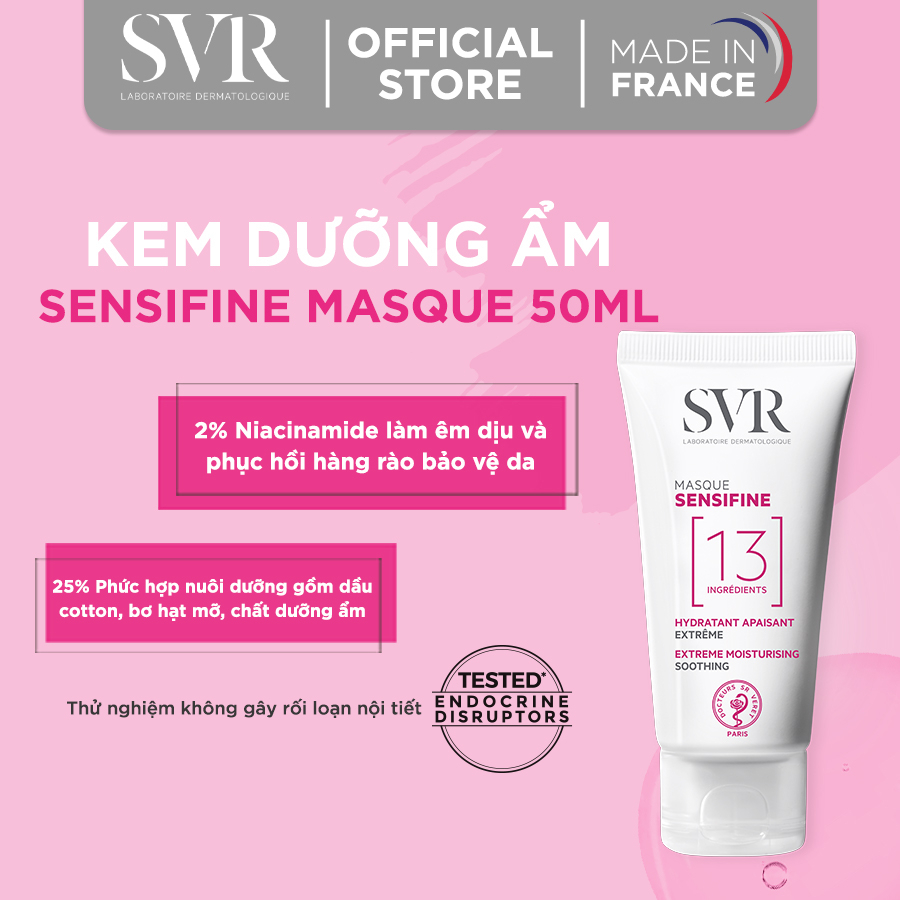 SVR
LABORATOIRE DERMATOLOGIQUE
OFFICIAL
STORE
MADE IN
FRANCE
KEM DƯỠNG ẨM
SENSIFINE MASQUE 50ML
2% Niacinamide làm êm dịu và
phục hồi hàng rào bảo vệ da
25% Phức hợp nuôi dưỡng gồm dầu
cotton, bơ hạt mỡ, chất dưỡng ẩm
Thử nghiệm không gây rối loạn nội tiết
TESTED*
ENDOCRINE
DISRUPTORS
SVR
LABORATOIRE DERMATOLOGIQUE
MASQUE
SENSIFINE
[13]
INGRÉDIENTS
HYDRATANT APAISANT
EXTRÊME
EXTREME MOISTURISING
SOOTHING
DOCTEURS SR VERET
PARIS